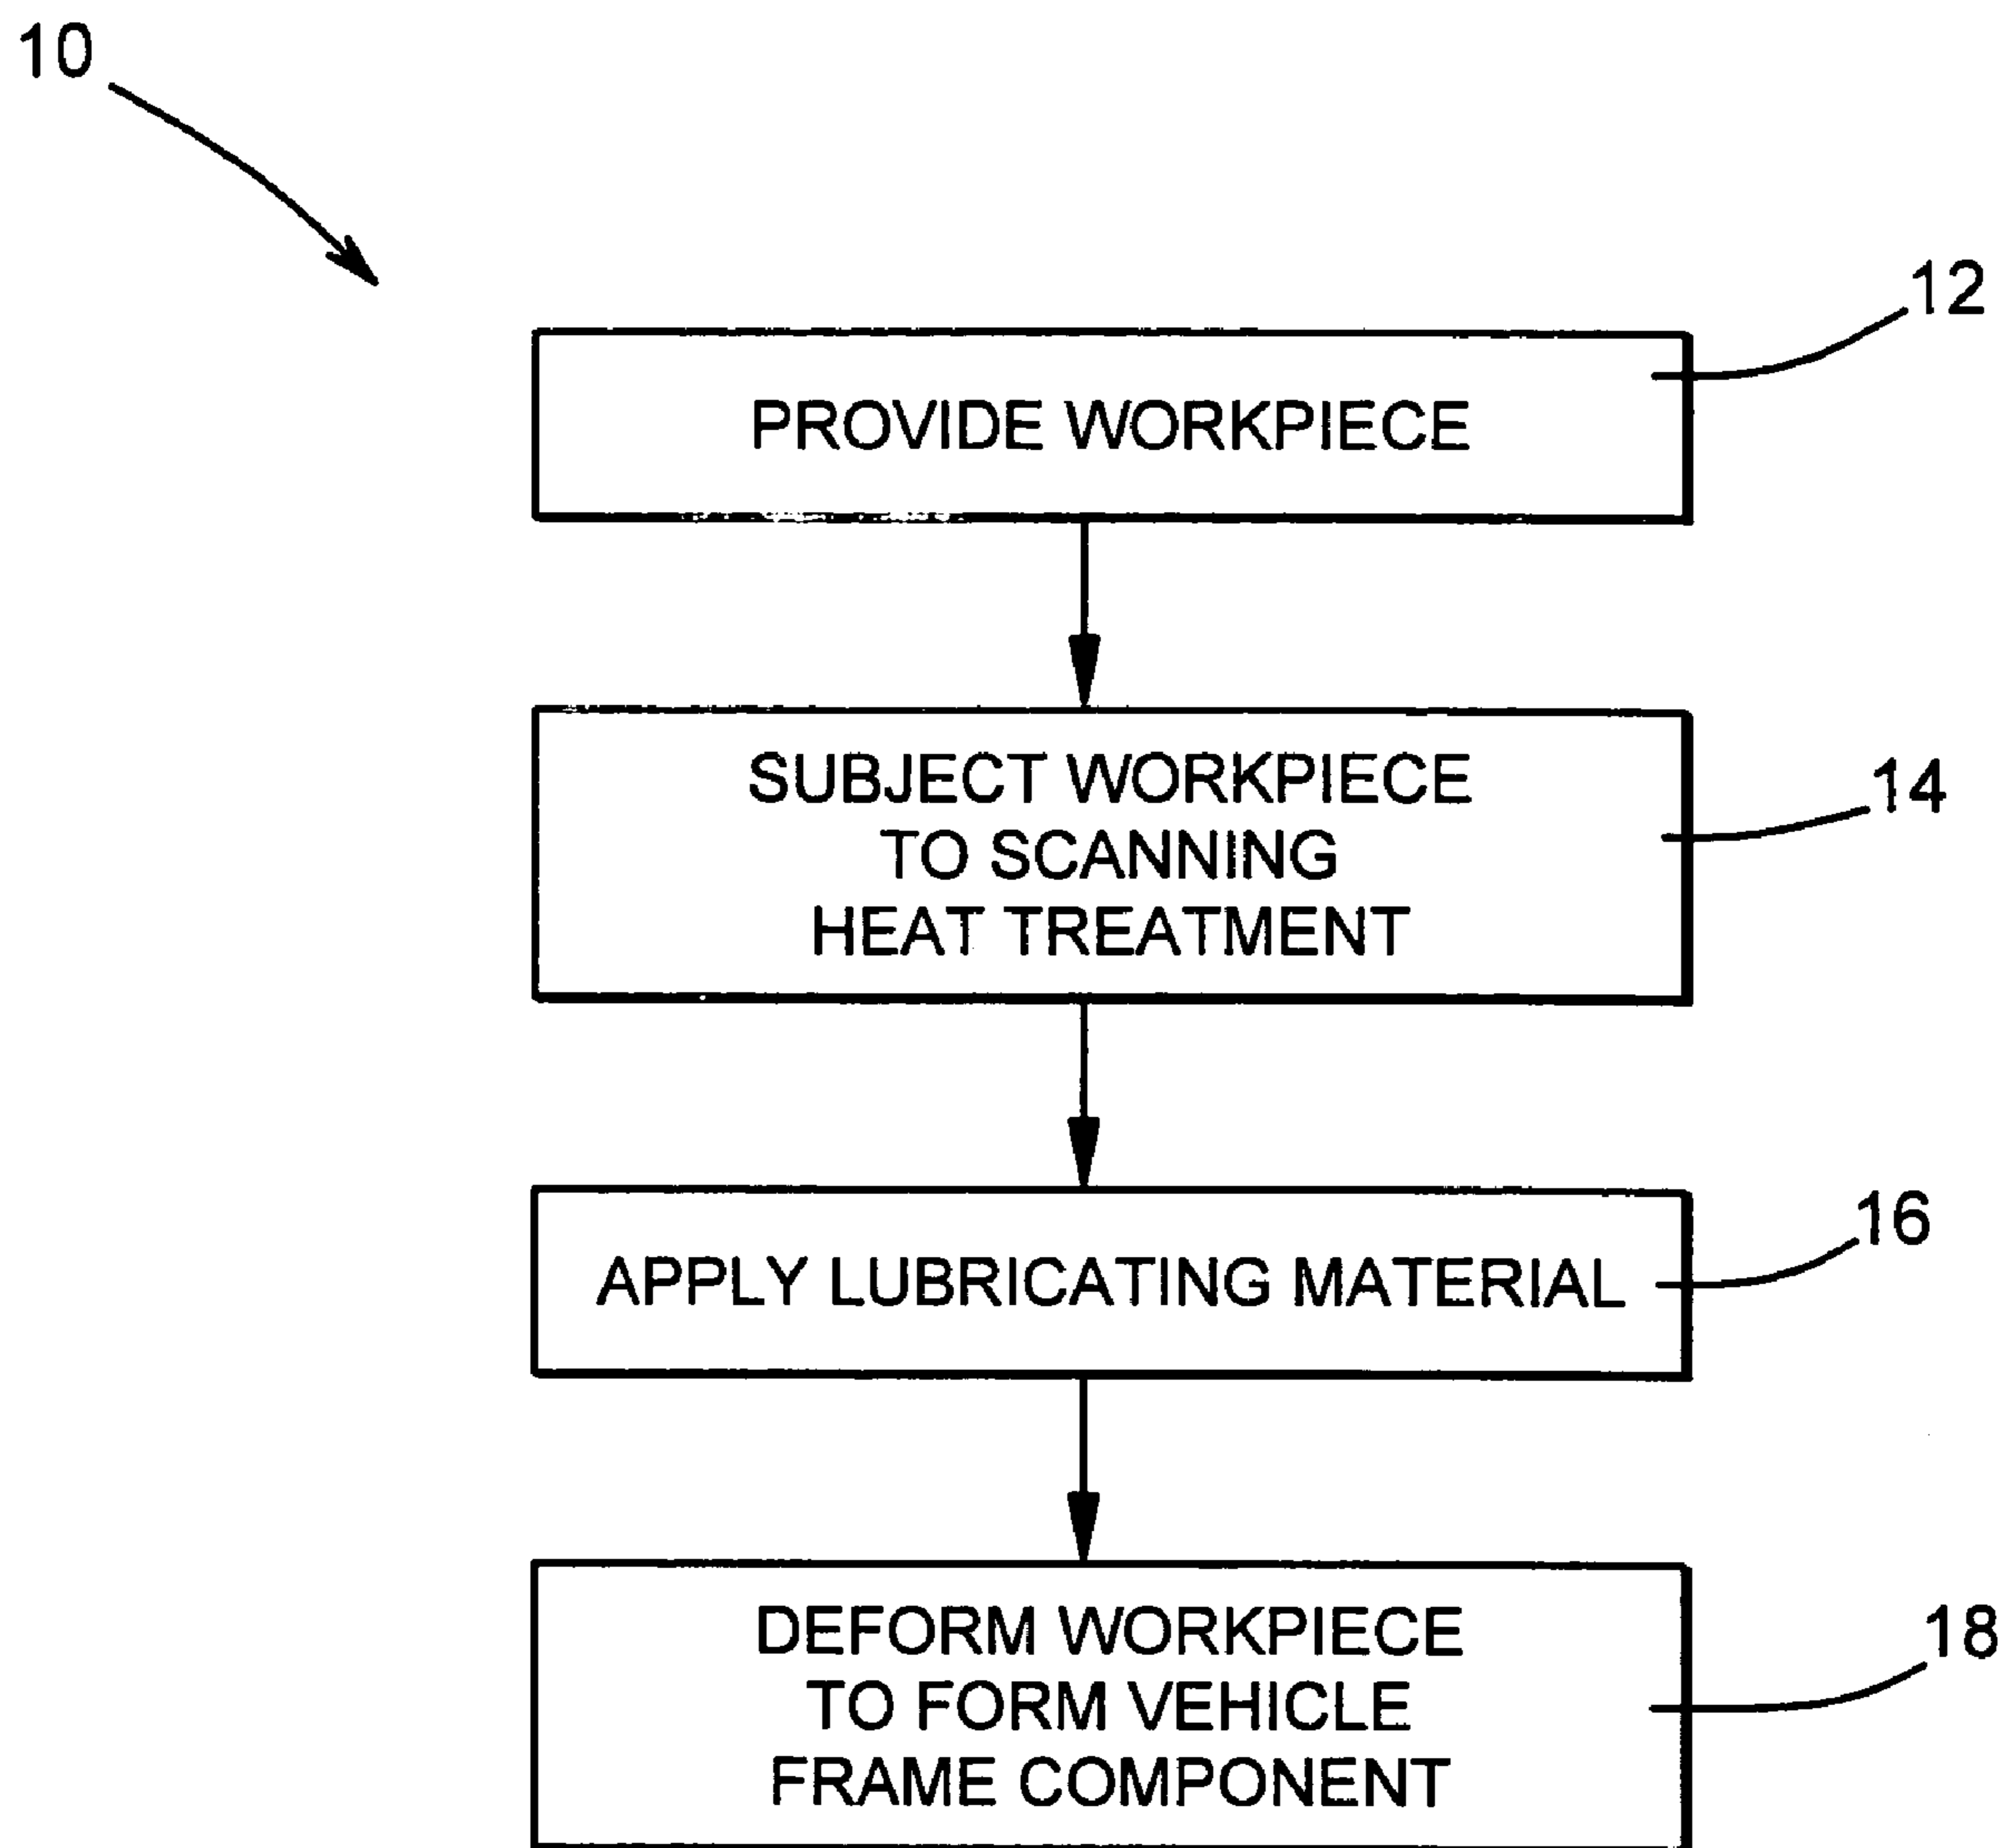 10
12
PROVIDE WORKPIECE
14
SUBJECT WORKPIECE
TO SCANNING
HEAT TREATMENT
16
APPLY LUBRICATING MATERIAL
18
DEFORM WORKPIECE
TO FORM VEHICLE
FRAME COMPONENT